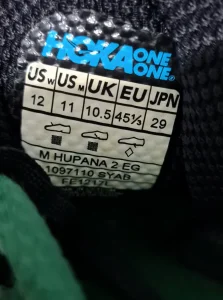 HOKA ONE ONE®
US W US M UK EU JPN
12 11 10.5 45⅓ 29
M HUPANA 2 EG
1097110 SYAB
FF1217L